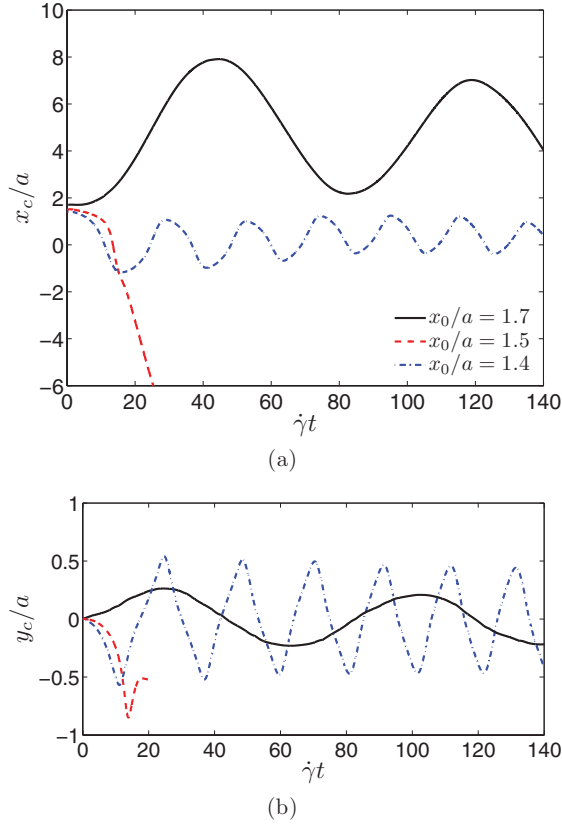 10
8
6
4
2
0
−2
−4
−6
x_c/a
x_0/a = 1.7
x_0/a = 1.5
x_0/a = 1.4
0 20 40 60 80 100 120 140
γ̇t
(a)
1
0.5
0
−0.5
−1
y_c/a
0 20 40 60 80 100 120 140
γ̇t
(b)